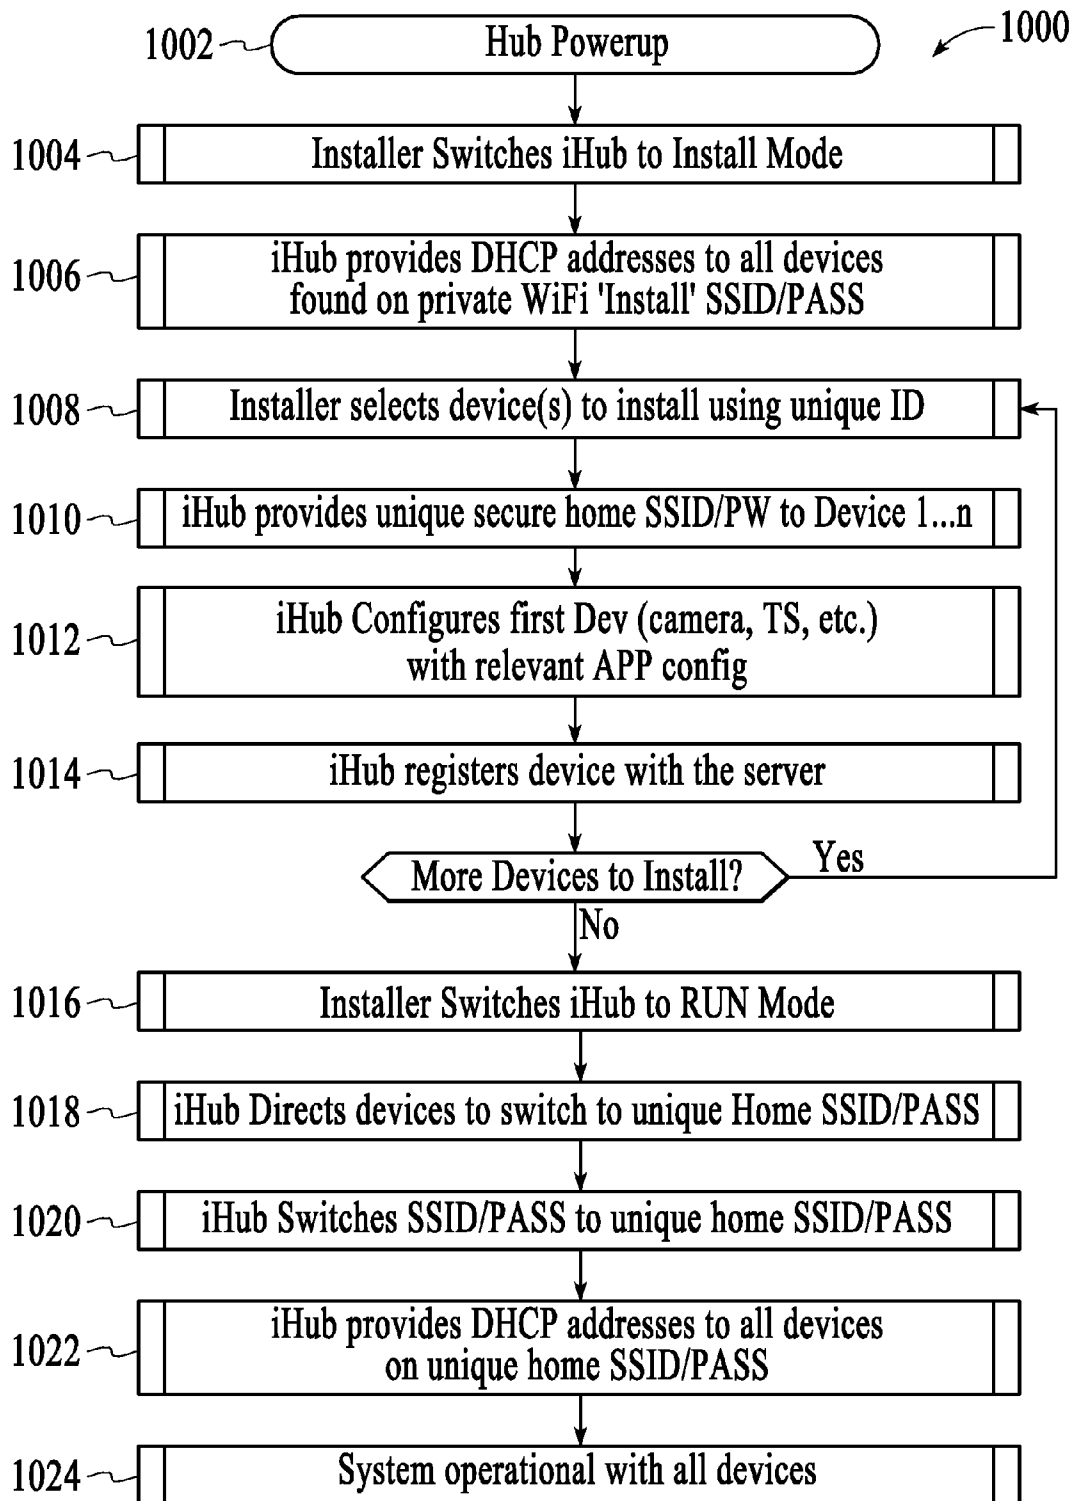 1000
1002
Hub Powerup
1004
Installer Switches iHub to Install Mode
1006
iHub provides DHCP addresses to all devices
found on private WiFi 'Install' SSID/PASS
1008
Installer selects device(s) to install using unique ID
1010
iHub provides unique secure home SSID/PW to Device 1...n
1012
iHub Configures first Dev (camera, TS, etc.)
with relevant APP config
1014
iHub registers device with the server
More Devices to Install?
Yes
No
1016
Installer Switches iHub to RUN Mode
1018
iHub Directs devices to switch to unique Home SSID/PASS
1020
iHub Switches SSID/PASS to unique home SSID/PASS
1022
iHub provides DHCP addresses to all devices
on unique home SSID/PASS
1024
System operational with all devices